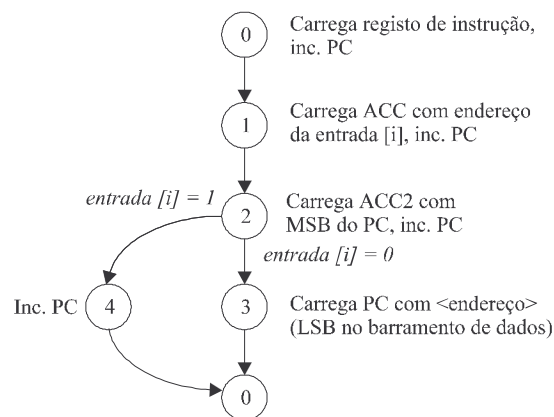 0
Carrega registo de instrução,
inc. PC
1
Carrega ACC com endereço
da entrada [i], inc. PC
entrada [i] = 1
2
Carrega ACC2 com
MSB do PC, inc. PC
entrada [i] = 0
Inc. PC
4
3
Carrega PC com <endereço>
(LSB no barramento de dados)
0